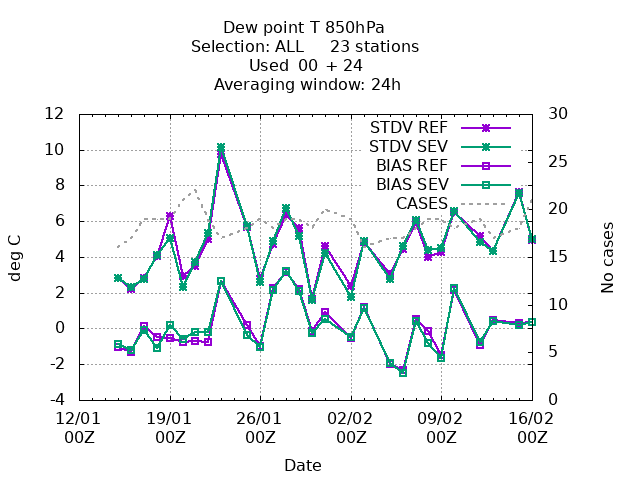 Dew point T 850hPa
Selection: ALL     23 stations
Used  00  + 24
Averaging window: 24h
12
10
8
6
4
2
0
-2
-4
deg C
30
25
20
15
10
5
0
No cases
STDV REF
STDV SEV
BIAS REF
BIAS SEV
CASES
12/01 19/01 26/01 02/02 09/02 16/02
00Z 00Z 00Z 00Z 00Z 00Z
Date